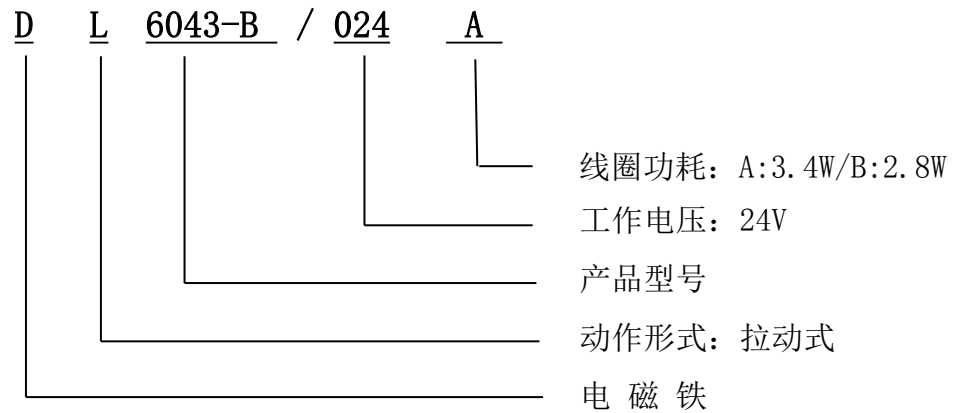 D L 6043-B / 024 A
线圈功耗：A:3.4W/B:2.8W
工作电压：24V
产品型号
动作形式：拉动式
电 磁 铁